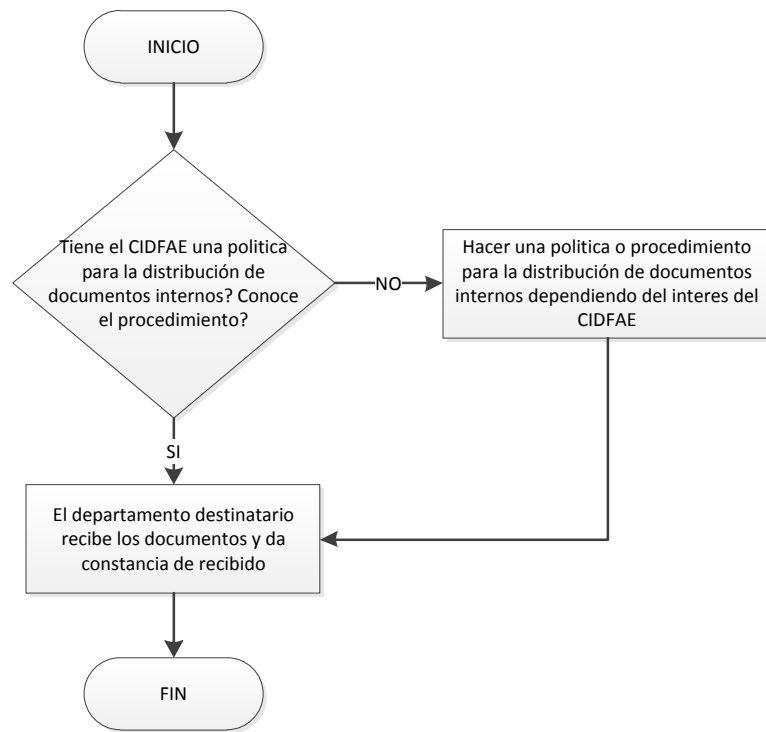 INICIO
Tiene el CIDFAE una politica
para la distribución de
documentos internos? Conoce
el procedimiento?
NO
Hacer una politica o procedimiento
para la distribución de documentos
internos dependiendo del interes del
CIDFAE
SI
El departamento destinatario
recibe los documentos y da
constancia de recibido
FIN